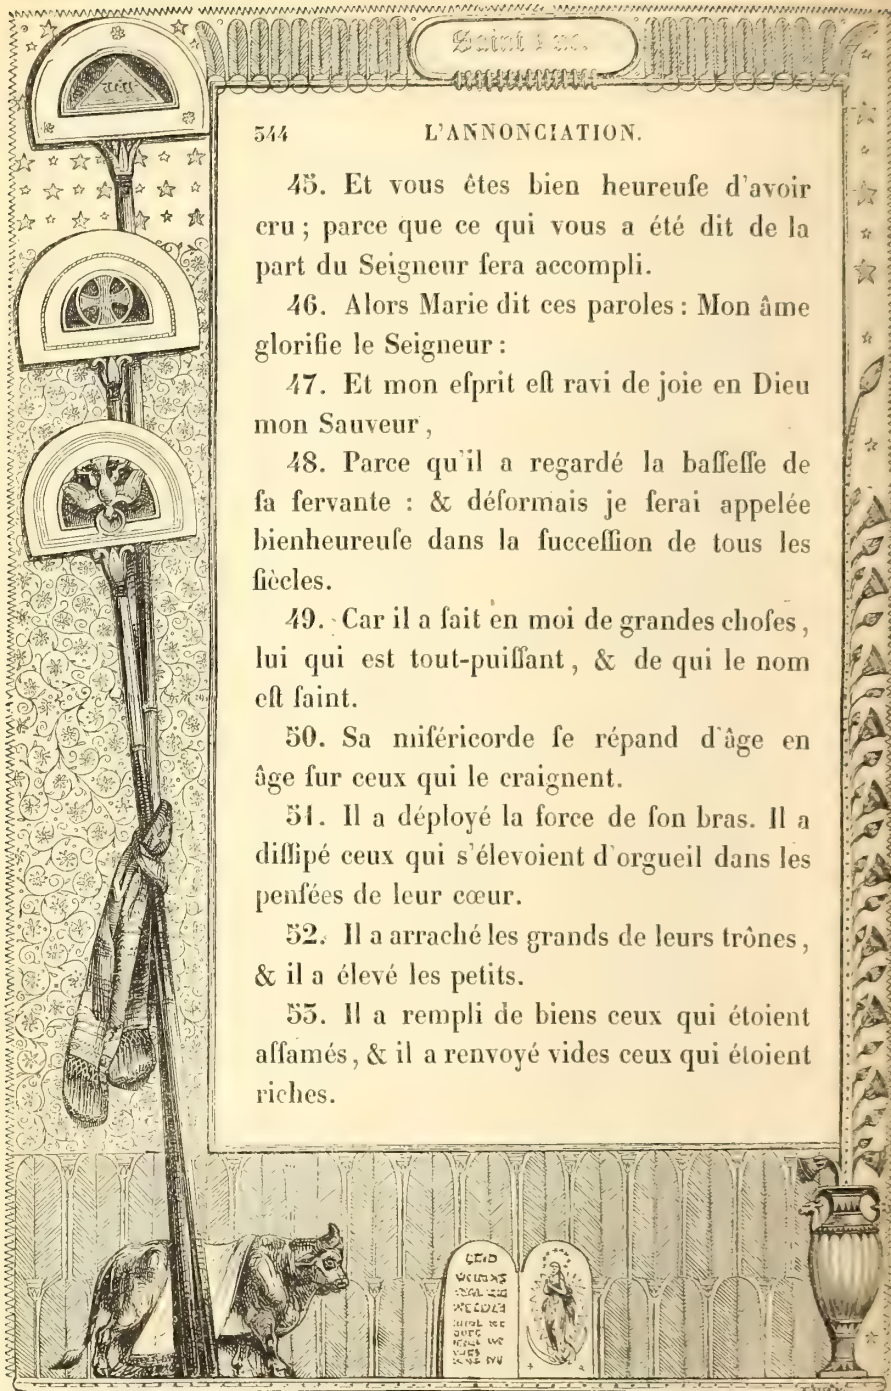 Saint Luc.
344 L'ANNONCIATION.
45. Et vous êtes bien heureuſe d'avoir
cru ; parce que ce qui vous a été dit de la
part du Seigneur ſera accompli.
46. Alors Marie dit ces paroles : Mon âme
glorifie le Seigneur :
47. Et mon eſprit eſt ravi de joie en Dieu
mon Sauveur,
48. Parce qu'il a regardé la baſſeſſe de
ſa ſervante : & déſormais je ſerai appelée
bienheureuſe dans la ſucceſſion de tous les
ſiècles.
49. Car il a fait en moi de grandes choſes,
lui qui est tout-puiſſant, & de qui le nom
eſt ſaint.
50. Sa miſéricorde ſe répand d'âge en
âge ſur ceux qui le craignent.
51. Il a déployé la force de ſon bras. Il a
diſſipé ceux qui s'élevoient d'orgueil dans les
penſées de leur cœur.
52. Il a arraché les grands de leurs trônes,
& il a élevé les petits.
53. Il a rempli de biens ceux qui étoient
affamés, & il a renvoyé vides ceux qui étoient
riches.